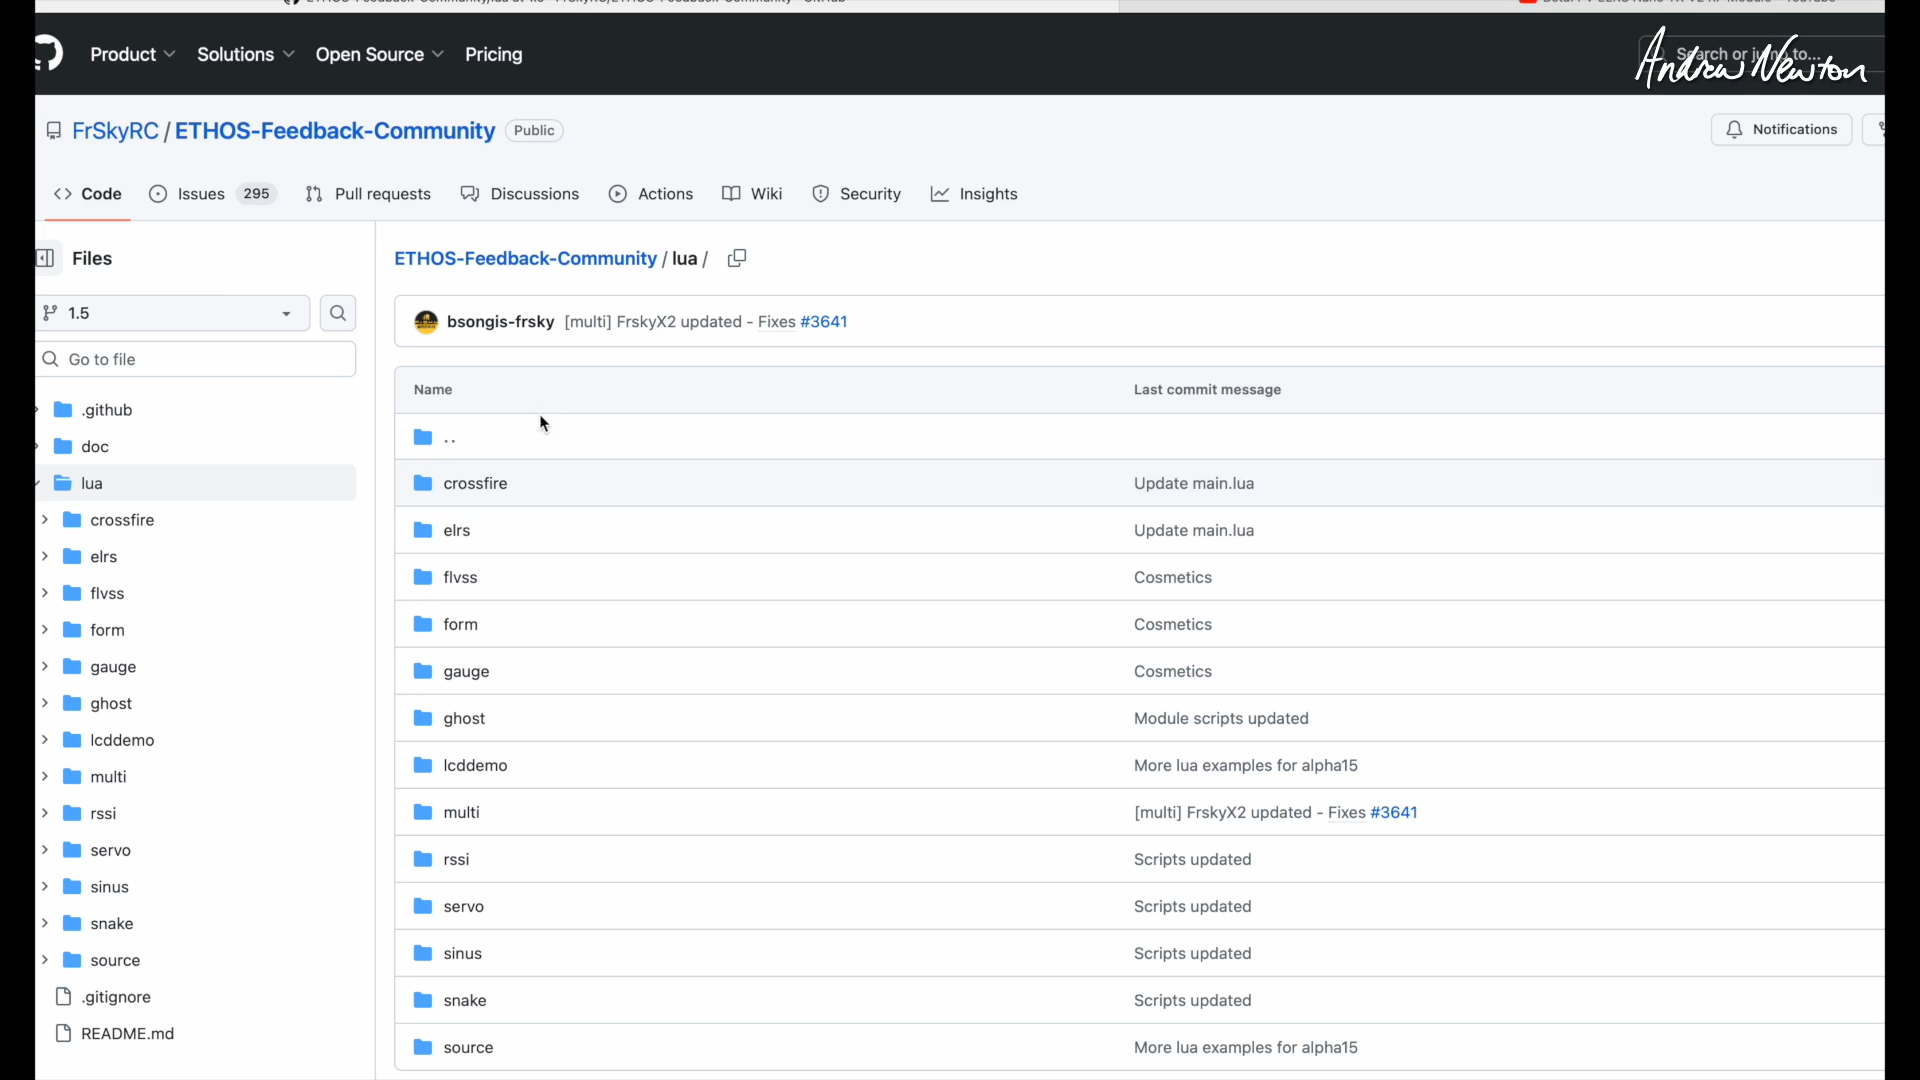 Product
Solutions
Open Source
Pricing
Search or jump to...
Andrew Newton
FrSkyRC / ETHOS-Feedback-Community
Public
Notifications
Code
Issues 295
Pull requests
Discussions
Actions
Wiki
Security
Insights
Files
1.5
Go to file
.github
doc
lua
crossfire
elrs
flvss
form
gauge
ghost
lcddemo
multi
rssi
servo
sinus
snake
source
.gitignore
README.md
ETHOS-Feedback-Community / lua /
bsongis-frsky [multi] FrskyX2 updated - Fixes #3641
Name Last commit message
..
crossfire Update main.lua
elrs Update main.lua
flvss Cosmetics
form Cosmetics
gauge Cosmetics
ghost Module scripts updated
lcddemo More lua examples for alpha15
multi [multi] FrskyX2 updated - Fixes #3641
rssi Scripts updated
servo Scripts updated
sinus Scripts updated
snake Scripts updated
source More lua examples for alpha15